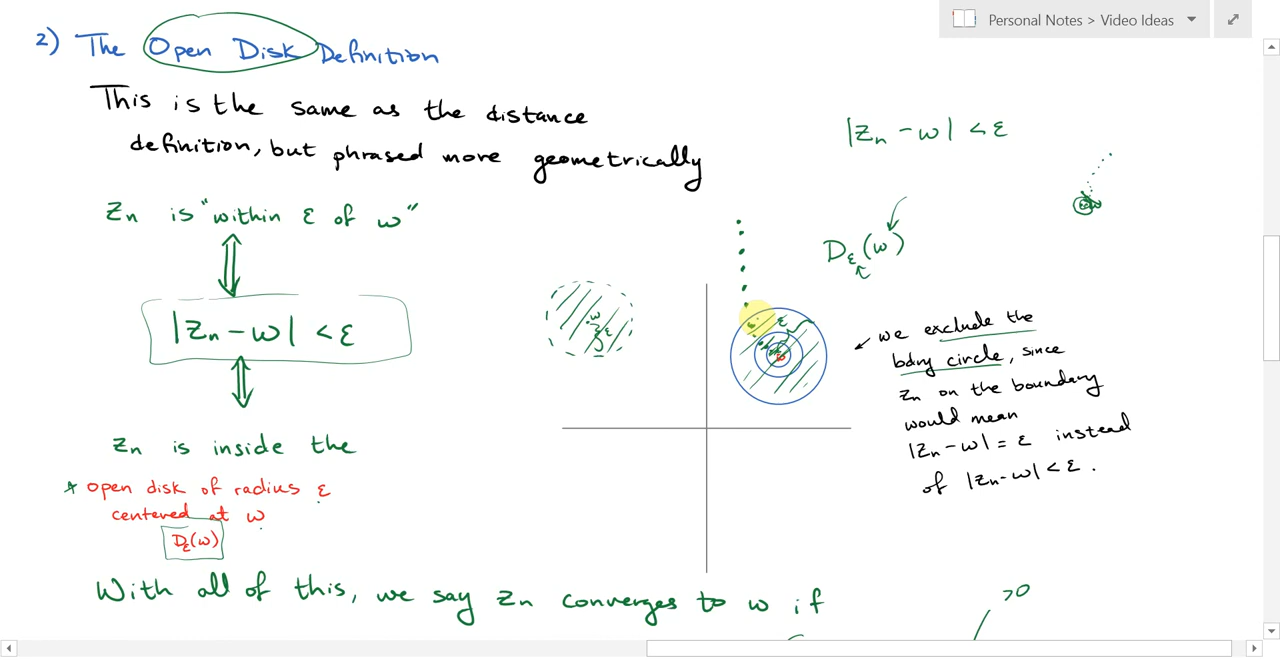 Personal Notes > Video Ideas
2) The Open Disk Definition
This is the same as the distance
definition, but phrased more geometrically
Zn is "within ε of w"
|Zn - w| < ε
Zn is inside the
* open disk of radius ε
centered at w
Dε(w)
|Zn - w| < ε
Dε(w)
w
ε
ε
w
we exclude the
bdry circle, since
Zn on the boundary
would mean
|Zn - w| = ε instead
of |Zn - w| < ε.
With all of this, we say Zn converges to w if
>0